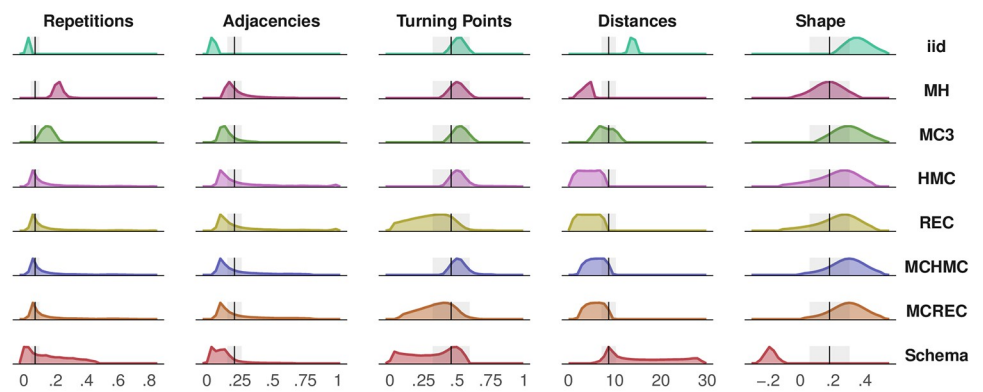 Repetitions Adjacencies Turning Points Distances Shape
iid
MH
MC3
HMC
REC
MCHMC
MCREC
Schema
0 .2 .4 .6 .8 0 .25 .5 .75 1 0 .25 .5 .75 1 0 10 20 30 −.2 0 .2 .4